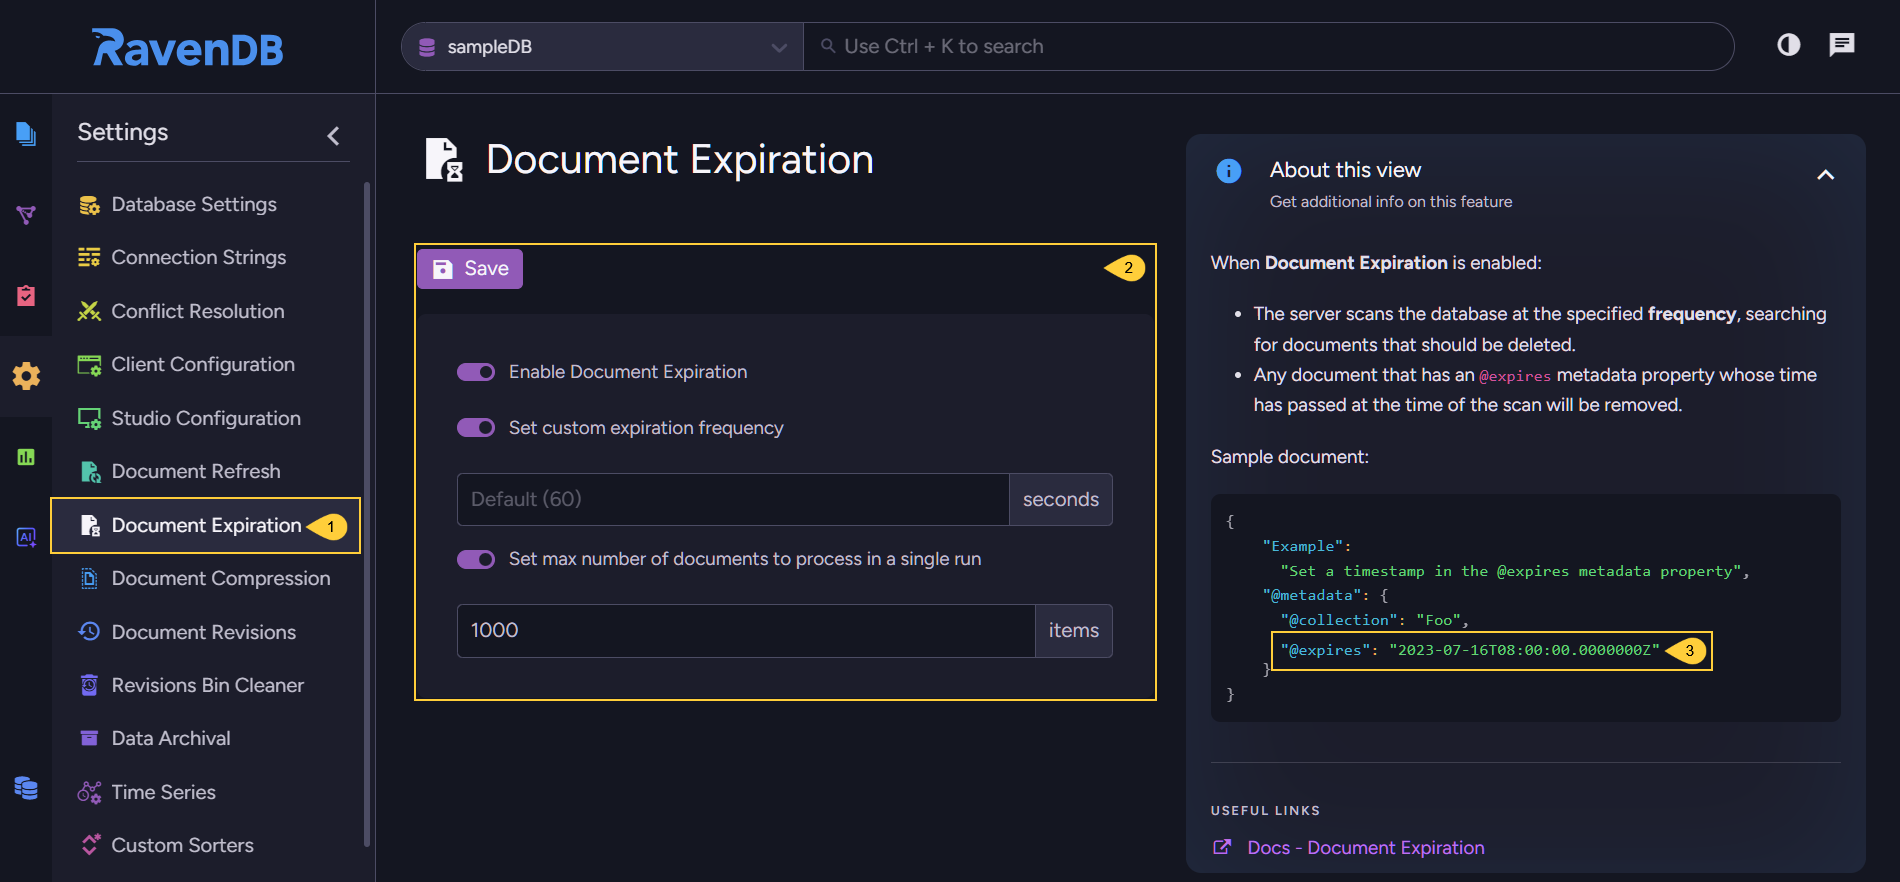 RavenDB
sampleDB
Use Ctrl + K to search
Settings
Database Settings
Connection Strings
Conflict Resolution
Client Configuration
Studio Configuration
Document Refresh
Document Expiration
1
Document Compression
Document Revisions
Revisions Bin Cleaner
Data Archival
Time Series
Custom Sorters
AI
Document Expiration
Save
2
Enable Document Expiration
Set custom expiration frequency
Default (60) seconds
Set max number of documents to process in a single run
1000 items
About this view
Get additional info on this feature
When Document Expiration is enabled:
• The server scans the database at the specified frequency, searching
for documents that should be deleted.
• Any document that has an @expires metadata property whose time
has passed at the time of the scan will be removed.
Sample document:
{
"Example":
"Set a timestamp in the @expires metadata property",
"@metadata": {
"@collection": "Foo",
"@expires": "2023-07-16T08:00:00.0000000Z"
3
}
}
USEFUL LINKS
Docs - Document Expiration